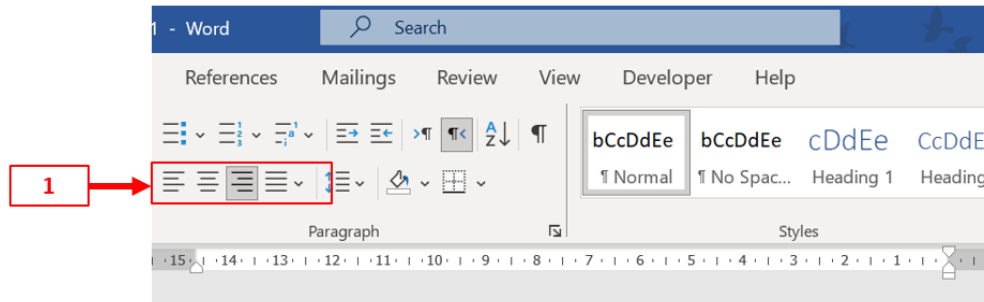 1 - Word
Search
References Mailings Review View Developer Help
bCcDdEe bCcDdEe cDdEe CcDdE
¶ Normal ¶ No Spac... Heading 1 Heading
1
Paragraph Styles
15 14 13 12 11 10 9 8 7 6 5 4 3 2 1